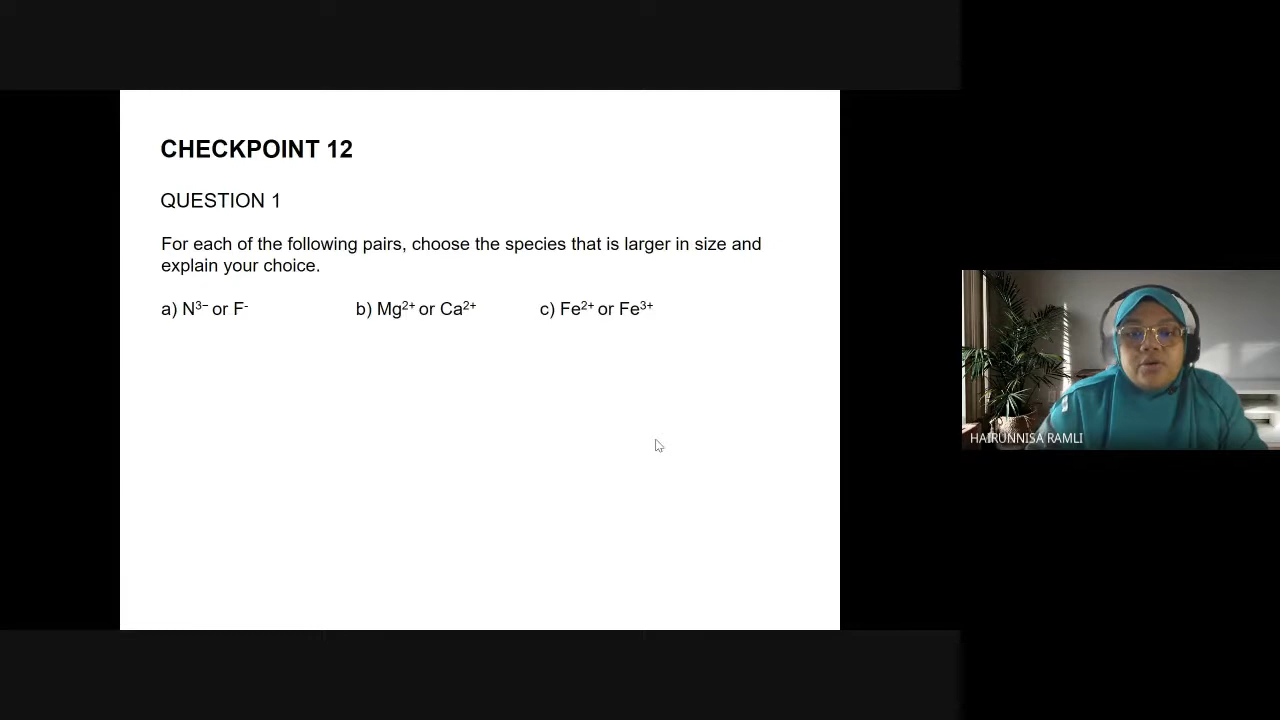 CHECKPOINT 12
QUESTION 1
For each of the following pairs, choose the species that is larger in size and
explain your choice.
a) N³⁻ or F⁻ b) Mg²⁺ or Ca²⁺ c) Fe²⁺ or Fe³⁺
HAIRUNNISA RAMLI